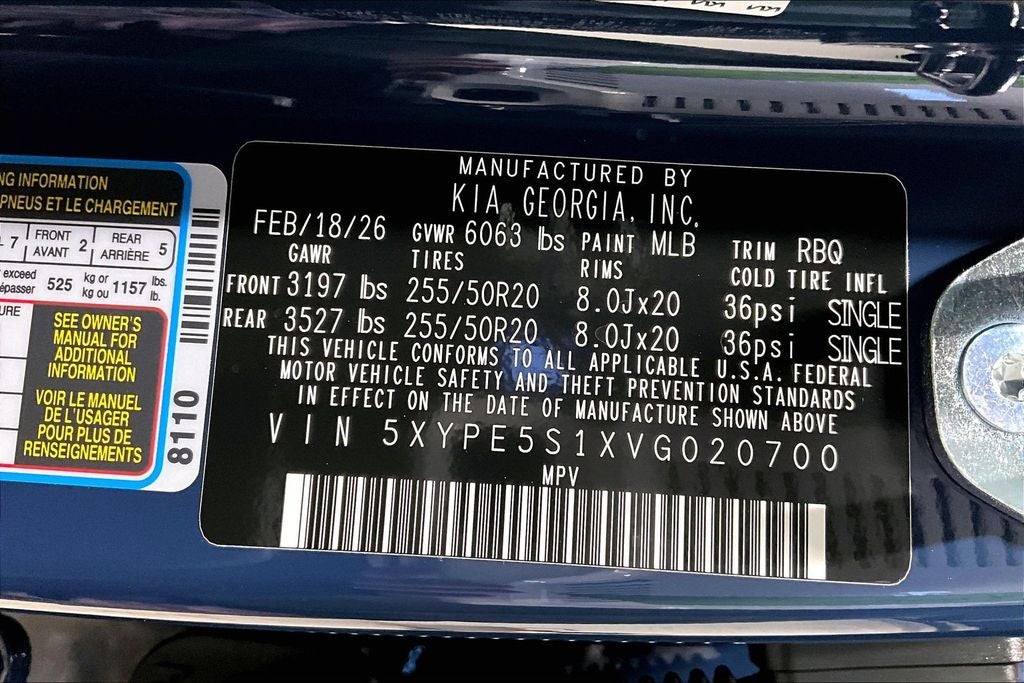 NG INFORMATION
PNEUS ET LE CHARGEMENT
7 FRONT AVANT 2 REAR ARRIÈRE 5
exceed 525 kg or kg ou 1157 lbs. lb.
SEE OWNER'S
MANUAL FOR
ADDITIONAL
INFORMATION
VOIR LE MANUEL
DE L'USAGER
POUR PLUS DE
RENSEIGNEMENTS
8110
MANUFACTURED BY
KIA GEORGIA, INC.
FEB/18/26 GVWR 6063 lbs PAINT MLB TRIM RBQ
GAWR TIRES RIMS COLD TIRE INFL
FRONT 3197 lbs 255/50R20 8.0Jx20 36psi SINGLE
REAR 3527 lbs 255/50R20 8.0Jx20 36psi SINGLE
THIS VEHICLE CONFORMS TO ALL APPLICABLE U.S.A. FEDERAL
MOTOR VEHICLE SAFETY AND THEFT PREVENTION STANDARDS
IN EFFECT ON THE DATE OF MANUFACTURE SHOWN ABOVE
VIN 5XYPE5S1XVG020700
MPV